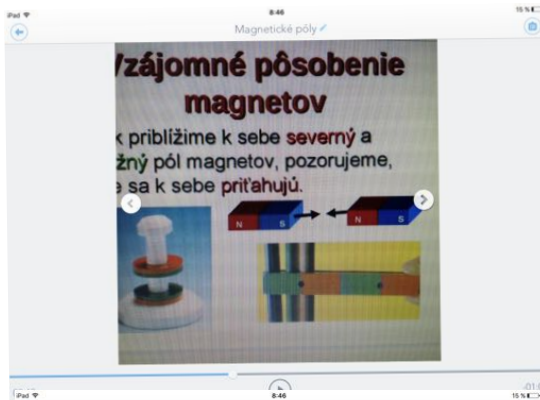 iPad 8:46 15 %
Magnetické póly
Vzájomné pôsobenie
magnetov
k priblížime k sebe severný a
žný pól magnetov, pozorujeme,
e sa k sebe priťahujú.
N S N S
iPad 8:46 15 %